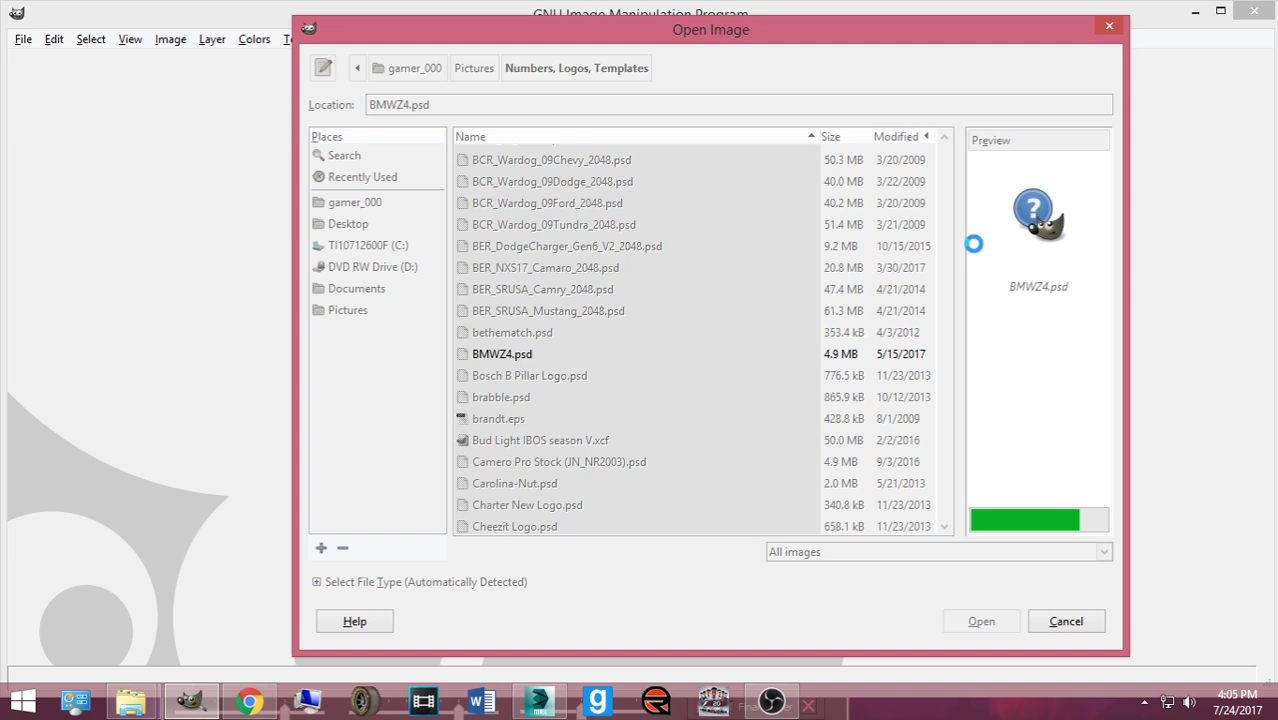 GNU Image Manipulation Program
File Edit Select View Image Layer Colors
Open Image
gamer_000 Pictures Numbers, Logos, Templates
Location: BMWZ4.psd
Places
Search
Recently Used
gamer_000
Desktop
TI10712600F (C:)
DVD RW Drive (D:)
Documents
Pictures
Name Size Modified
BCR_Wardog_09Chevy_2048.psd 50.3 MB 3/20/2009
BCR_Wardog_09Dodge_2048.psd 40.0 MB 3/22/2009
BCR_Wardog_09Ford_2048.psd 40.2 MB 3/20/2009
BCR_Wardog_09Tundra_2048.psd 51.4 MB 3/21/2009
BER_DodgeCharger_Gen6_V2_2048.psd 9.2 MB 10/15/2015
BER_NXS17_Camaro_2048.psd 20.8 MB 3/30/2017
BER_SRUSA_Camry_2048.psd 47.4 MB 4/21/2014
BER_SRUSA_Mustang_2048.psd 61.3 MB 4/21/2014
bethematch.psd 353.4 kB 4/3/2012
BMWZ4.psd 4.9 MB 5/15/2017
Bosch B Pillar Logo.psd 776.5 kB 11/23/2013
brabble.psd 865.9 kB 10/12/2013
brandt.eps 428.8 kB 8/1/2009
Bud Light IBOS season V.xcf 50.0 MB 2/2/2016
Camero Pro Stock (JN_NR2003).psd 4.9 MB 9/3/2016
Carolina-Nut.psd 2.0 MB 5/21/2013
Charter New Logo.psd 340.8 kB 11/23/2013
Cheezit Logo.psd 658.1 kB 11/23/2013
Preview
BMWZ4.psd
All images
Select File Type (Automatically Detected)
Help Open Cancel
4:05 PM
7/24/2017